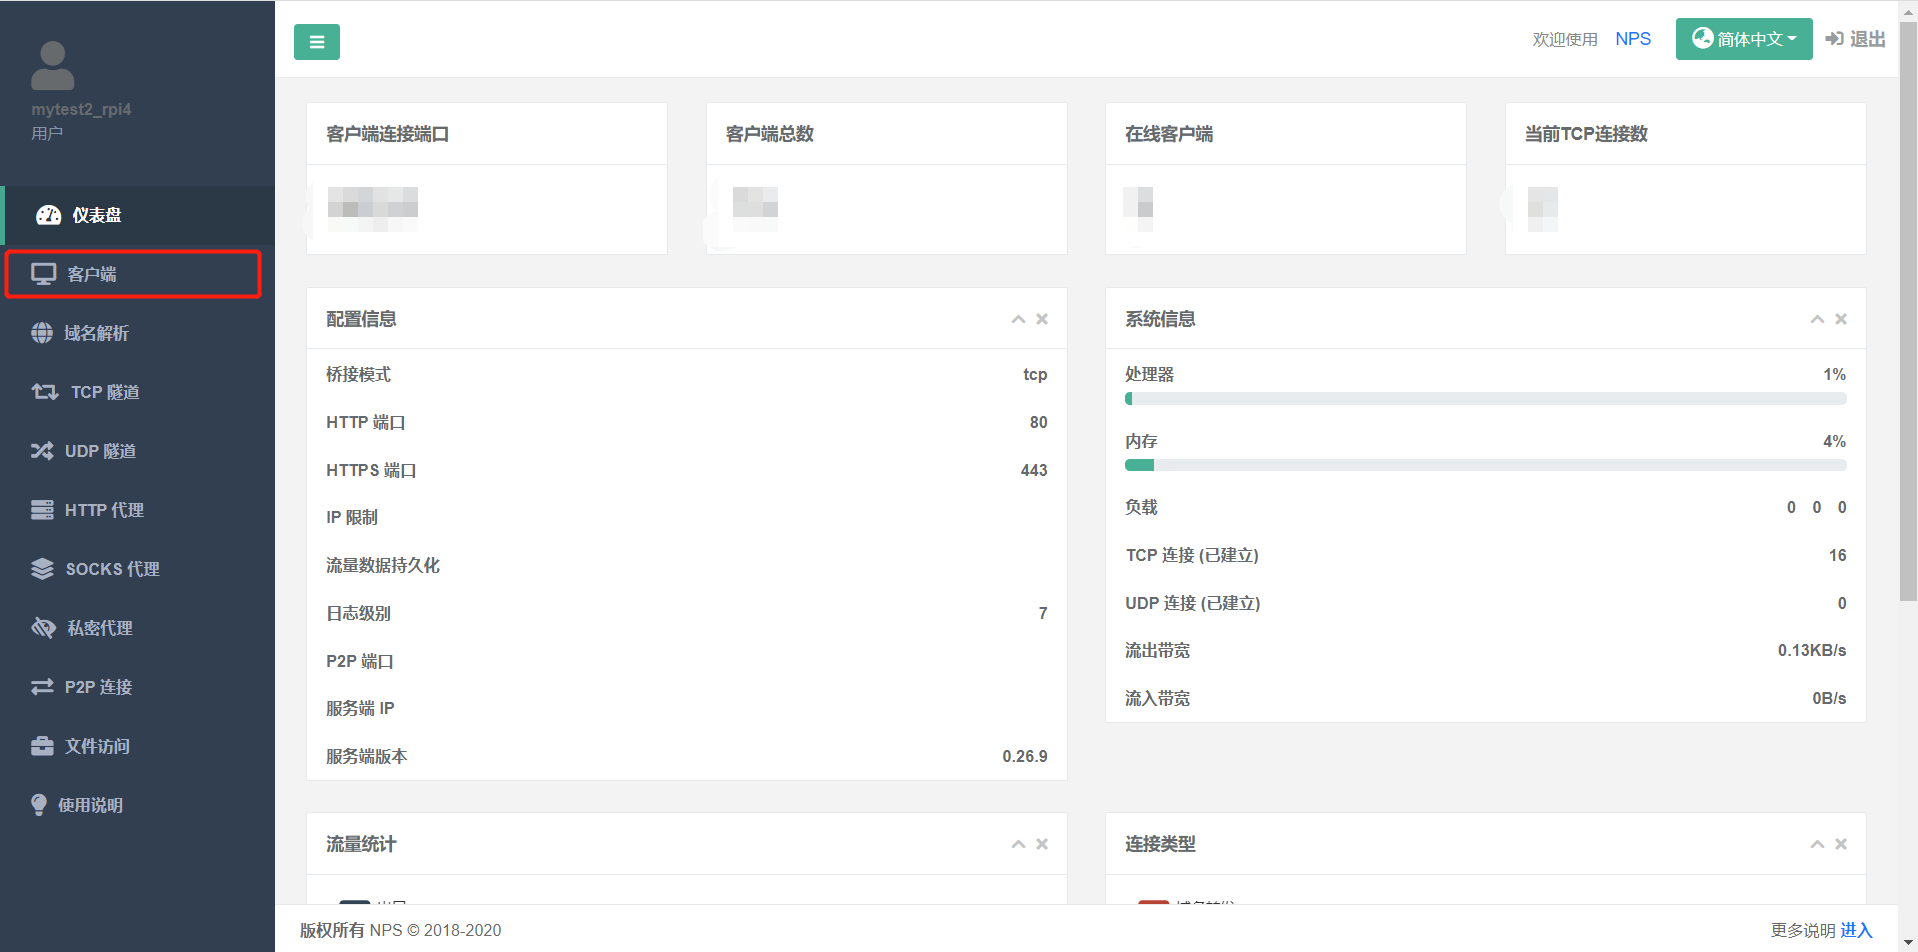 mytest2_rpi4
用户
仪表盘
客户端
域名解析
TCP 隧道
UDP 隧道
HTTP 代理
SOCKS 代理
私密代理
P2P 连接
文件访问
使用说明
欢迎使用 NPS
简体中文
退出
客户端连接端口
客户端总数
在线客户端
当前TCP连接数
配置信息
桥接模式 tcp
HTTP 端口 80
HTTPS 端口 443
IP 限制
流量数据持久化
日志级别 7
P2P 端口
服务端 IP
服务端版本 0.26.9
系统信息
处理器 1%
内存 4%
负载 0 0 0
TCP 连接 (已建立) 16
UDP 连接 (已建立) 0
流出带宽 0.13KB/s
流入带宽 0B/s
流量统计
连接类型
版权所有 NPS © 2018-2020
更多说明 进入